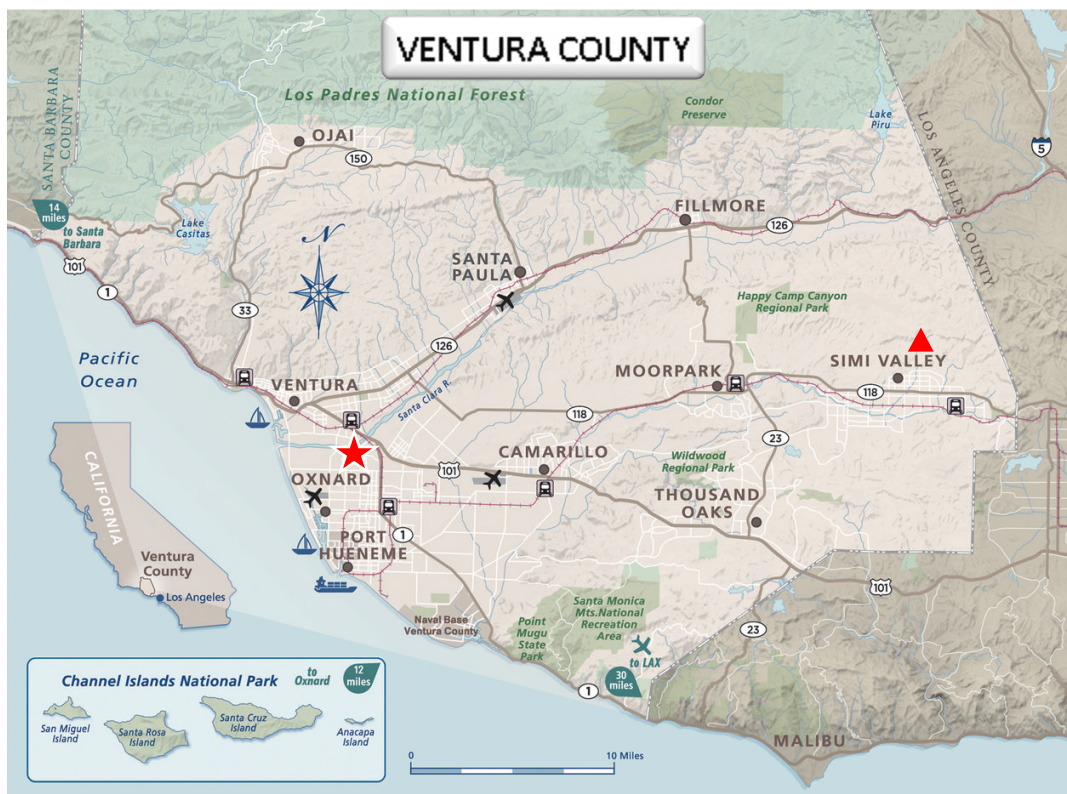 VENTURA COUNTY
Los Padres National Forest
Condor
Preserve
Lake
Piru
SANTA BARBARA
COUNTY
LOS ANGELES COUNTY
5
OJAI
150
14
miles
to Santa
Barbara
Lake
Casitas
FILLMORE
126
101
1
N
SANTA
PAULA
33
Happy Camp Canyon
Regional Park
126
Pacific
Ocean
MOORPARK
SIMI VALLEY
VENTURA
Santa Clara R.
118
118
23
CAMARILLO
101
Wildwood
Regional Park
OXNARD
THOUSAND
OAKS
CALIFORNIA
PORT
HUENEME
1
Ventura
County
Los Angeles
101
Santa Monica
Mts.National
Recreation
Area
Naval Base
Ventura County
Point
Mugu
State
Park
23
to LAX
30
miles
1
Channel Islands National Park
to
Oxnard
12
miles
San Miguel
Island
Santa Rosa
Island
Santa Cruz
Island
Anacapa
Island
MALIBU
0
10 Miles